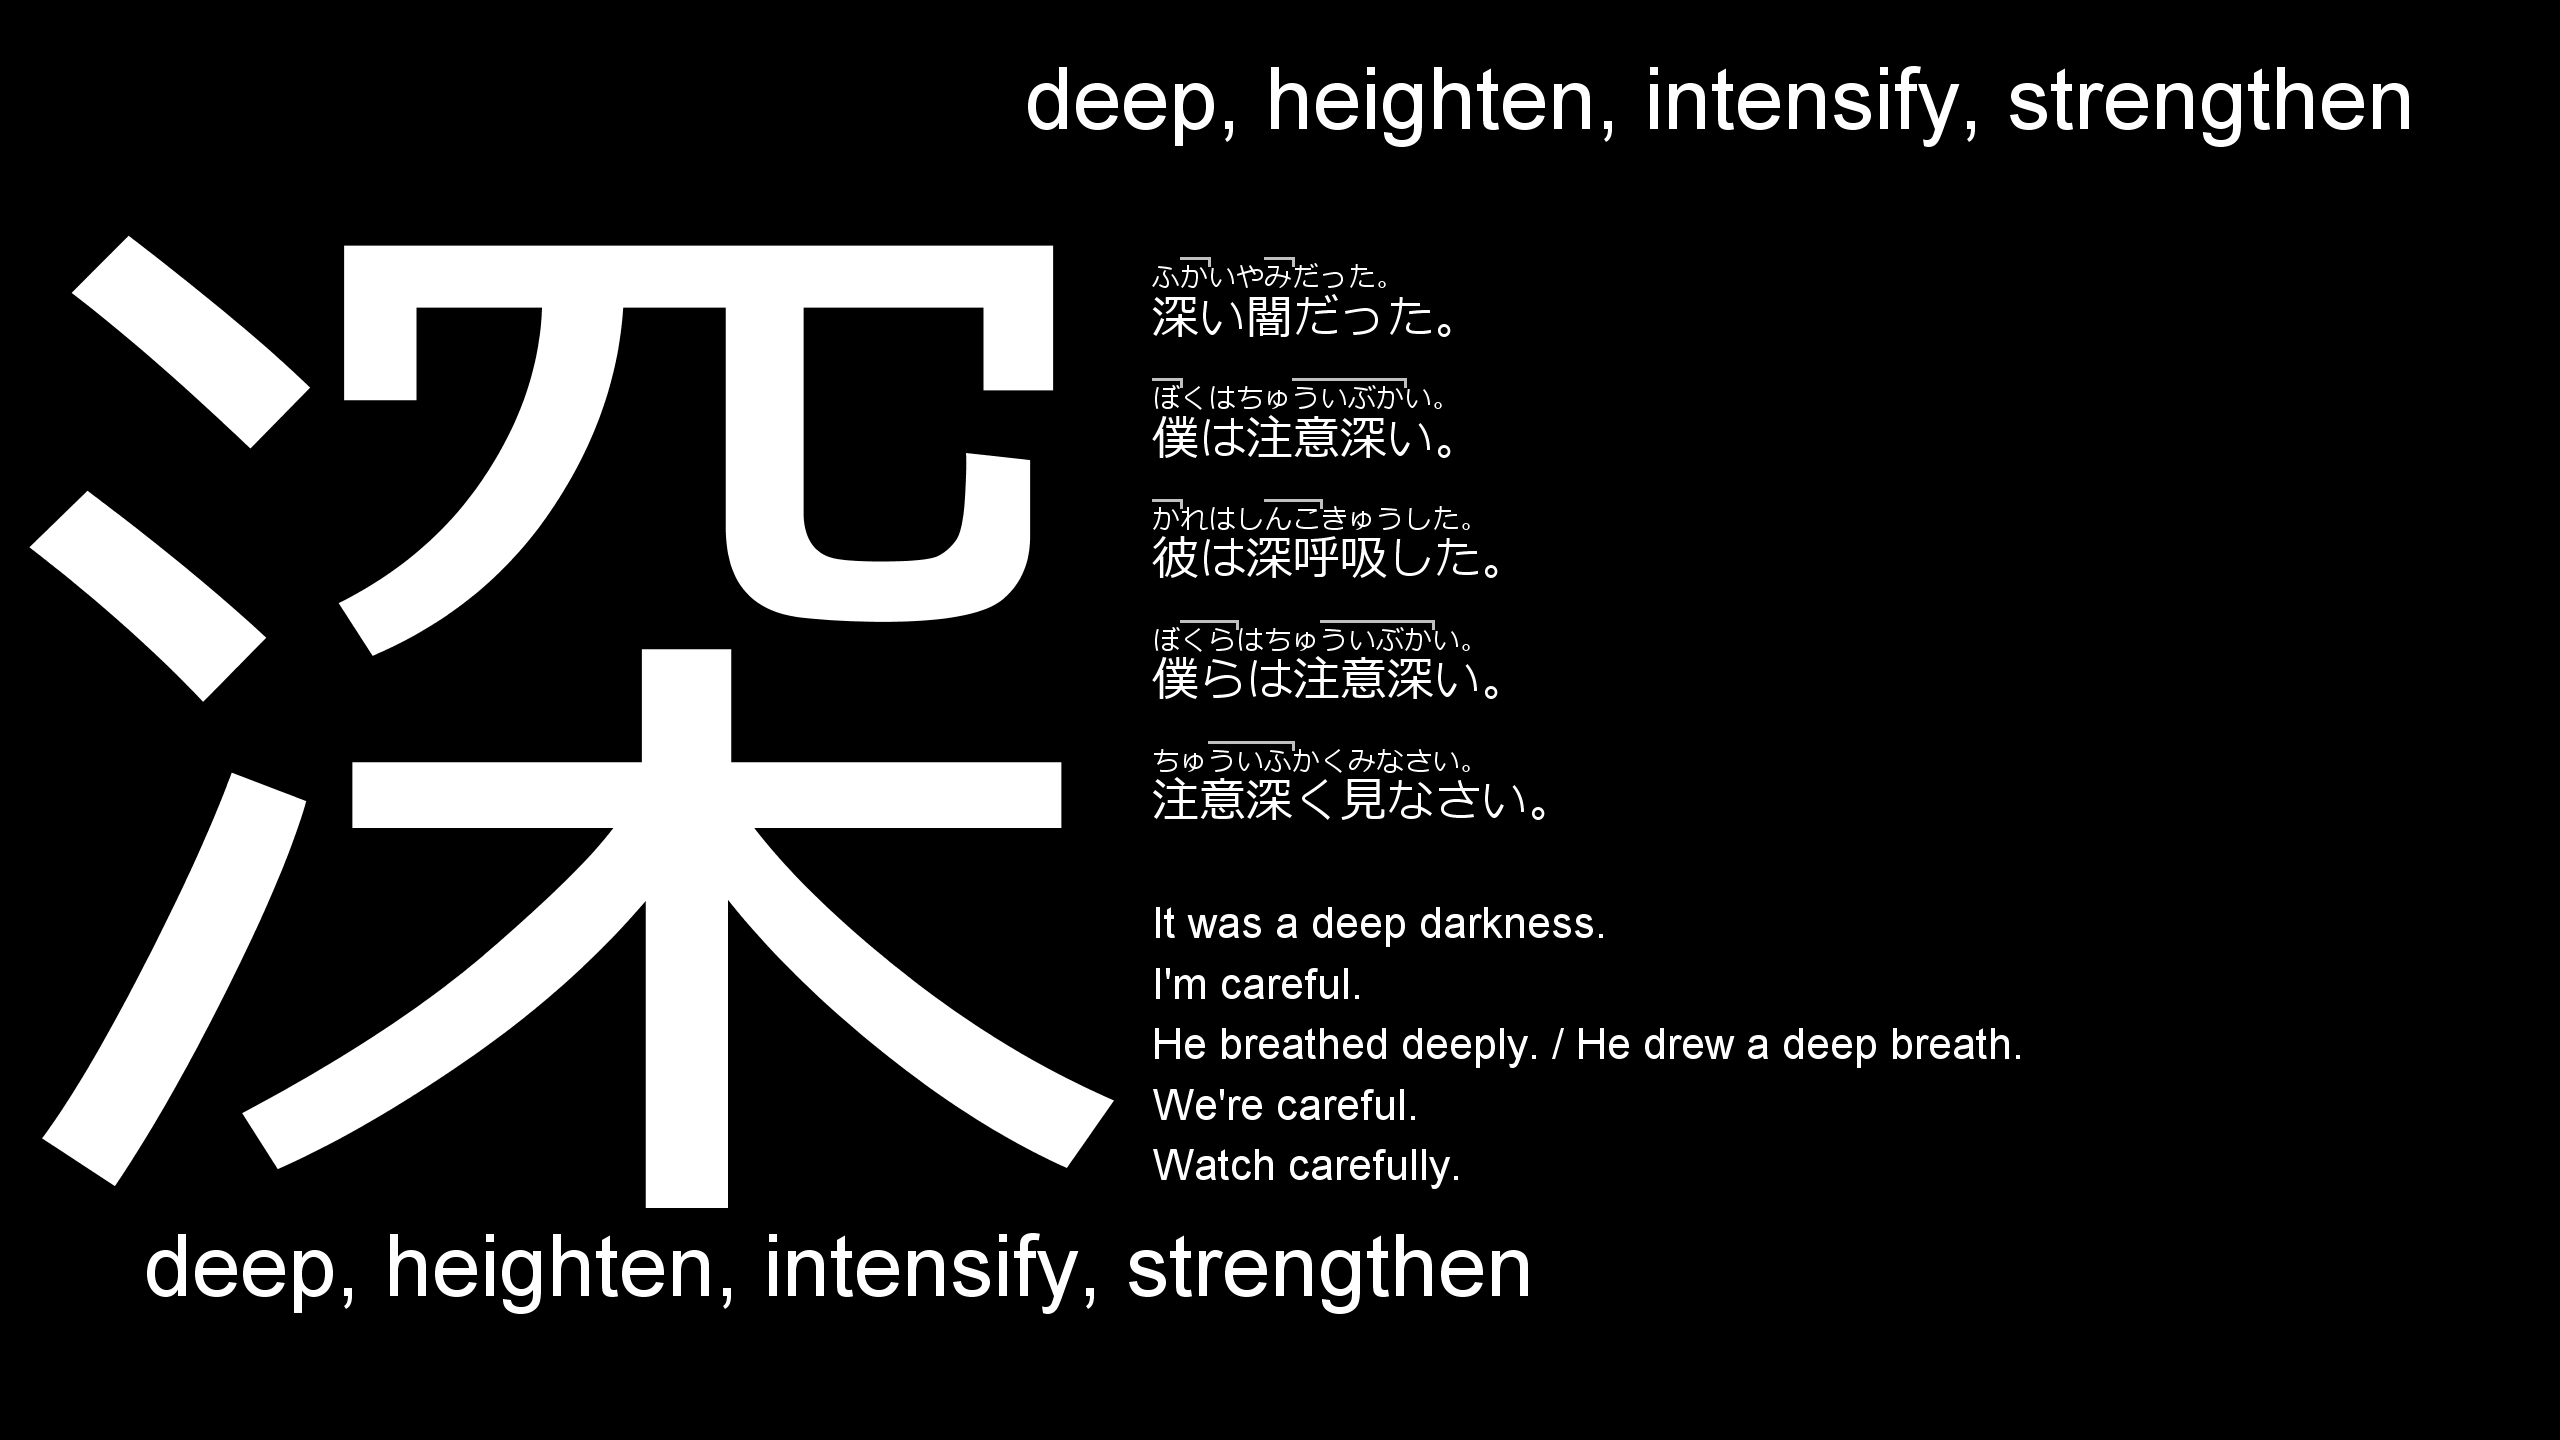 deep, heighten, intensify, strengthen
深
ふかいやみだった。
深い闇だった。
ぼくはちゅういぶかい。
僕は注意深い。
かれはしんこきゅうした。
彼は深呼吸した。
ぼくらはちゅういぶかい。
僕らは注意深い。
ちゅういふかくみなさい。
注意深く見なさい。
It was a deep darkness.
I'm careful.
He breathed deeply. / He drew a deep breath.
We're careful.
Watch carefully.
deep, heighten, intensify, strengthen